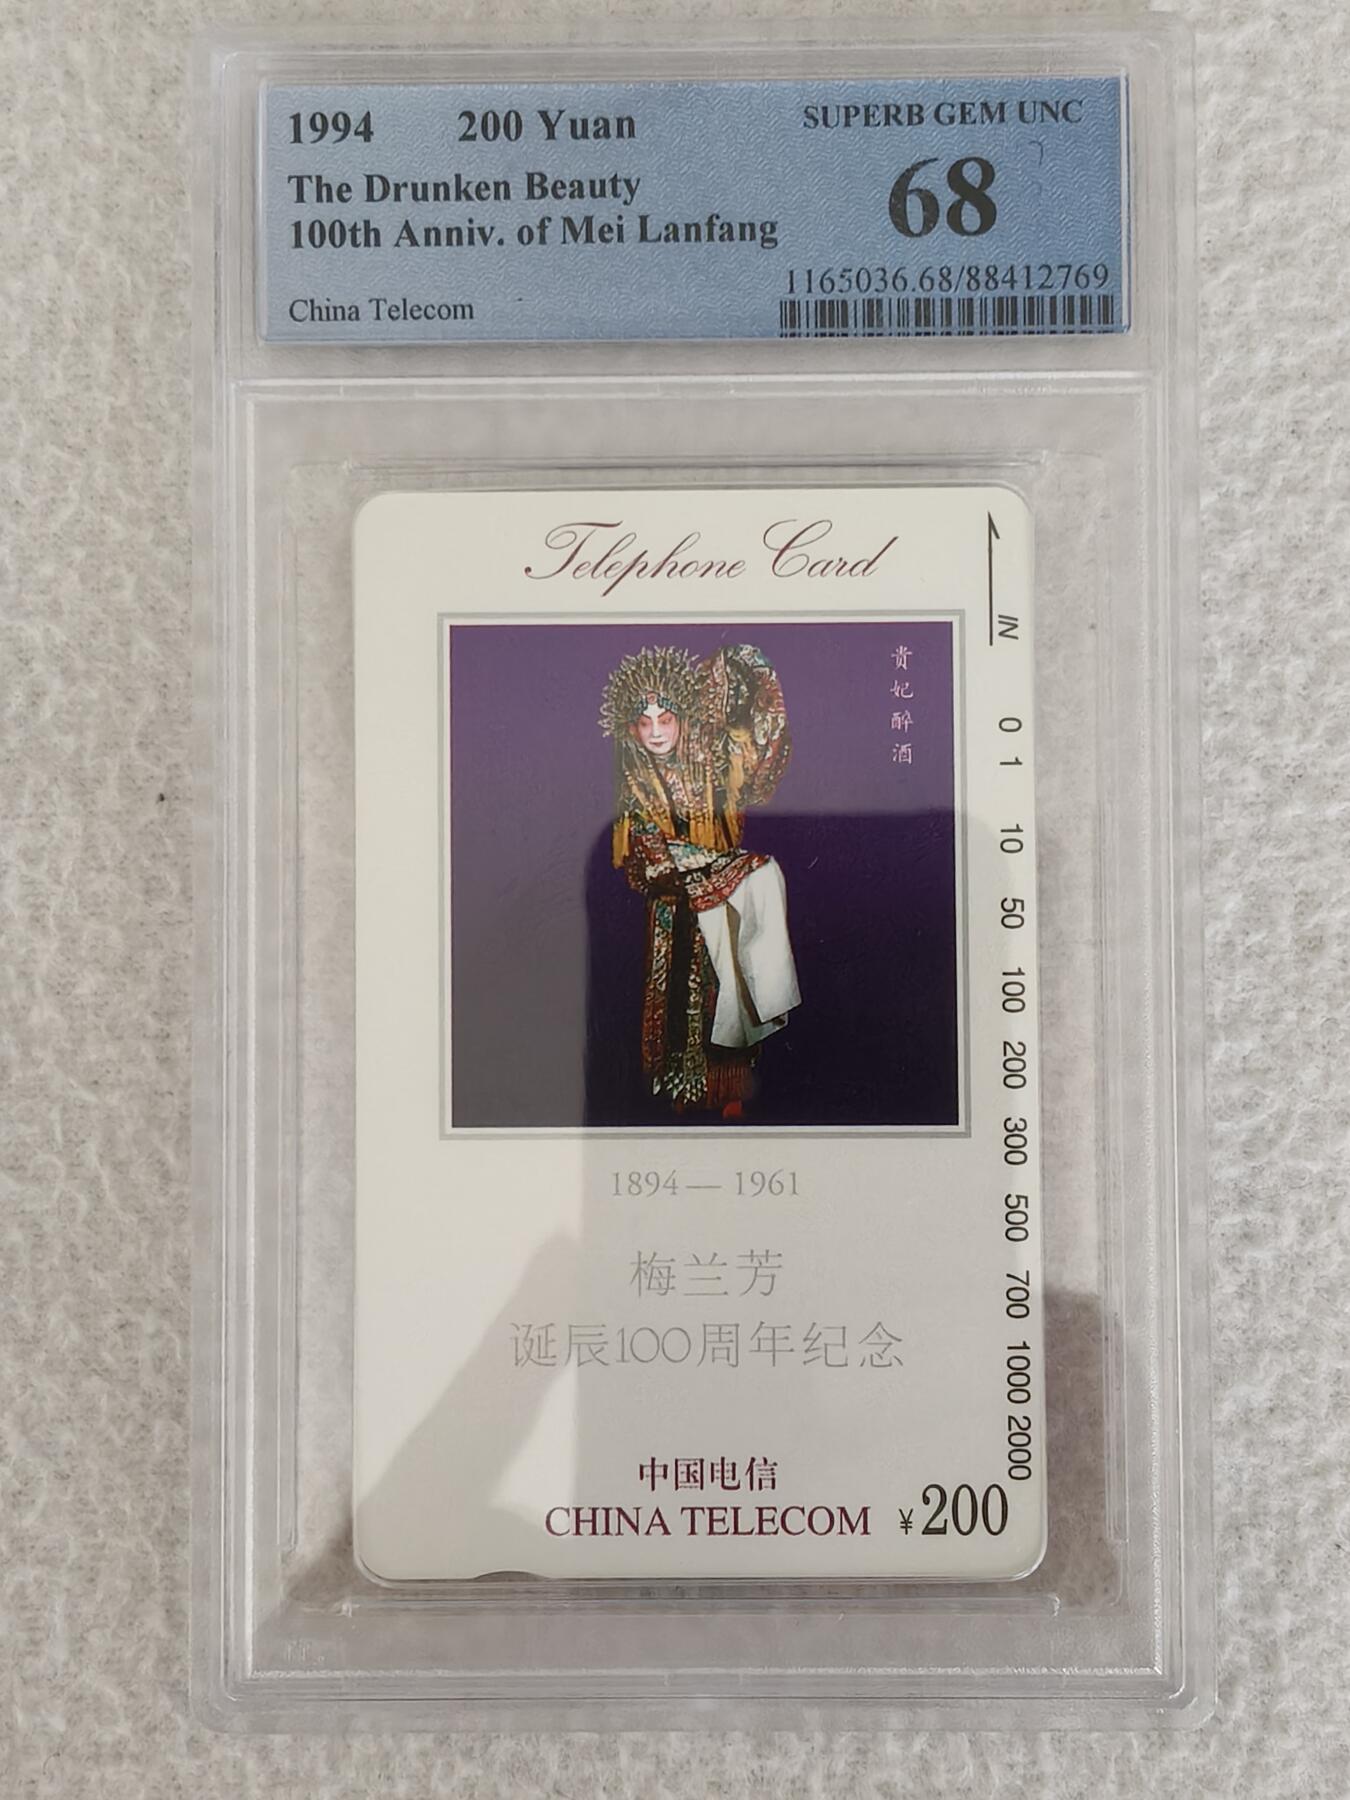 1994 200 Yuan
SUPERB GEM UNC
The Drunken Beauty
68
100th Anniv. of Mei Lanfang
1165036.68/88412769
China Telecom
Telephone Card
IN
0
1
10
50
100
200
300
500
700
1000
2000
贵妃醉酒
1894—1961
梅兰芳
诞辰100周年纪念
中国电信
CHINA TELECOM
¥200